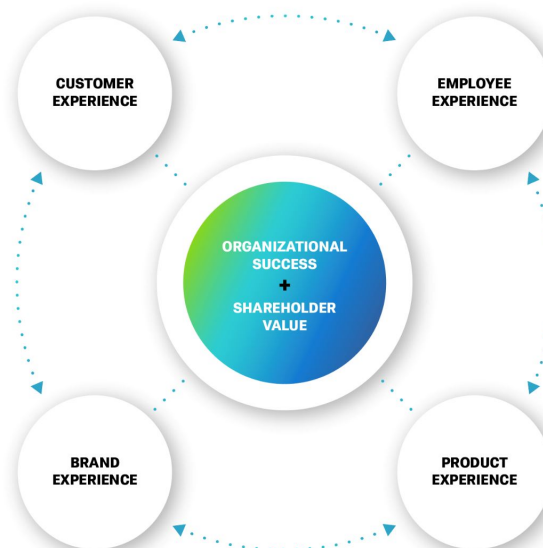 CUSTOMER
EXPERIENCE
EMPLOYEE
EXPERIENCE
ORGANIZATIONAL
SUCCESS
+
SHAREHOLDER
VALUE
BRAND
EXPERIENCE
PRODUCT
EXPERIENCE